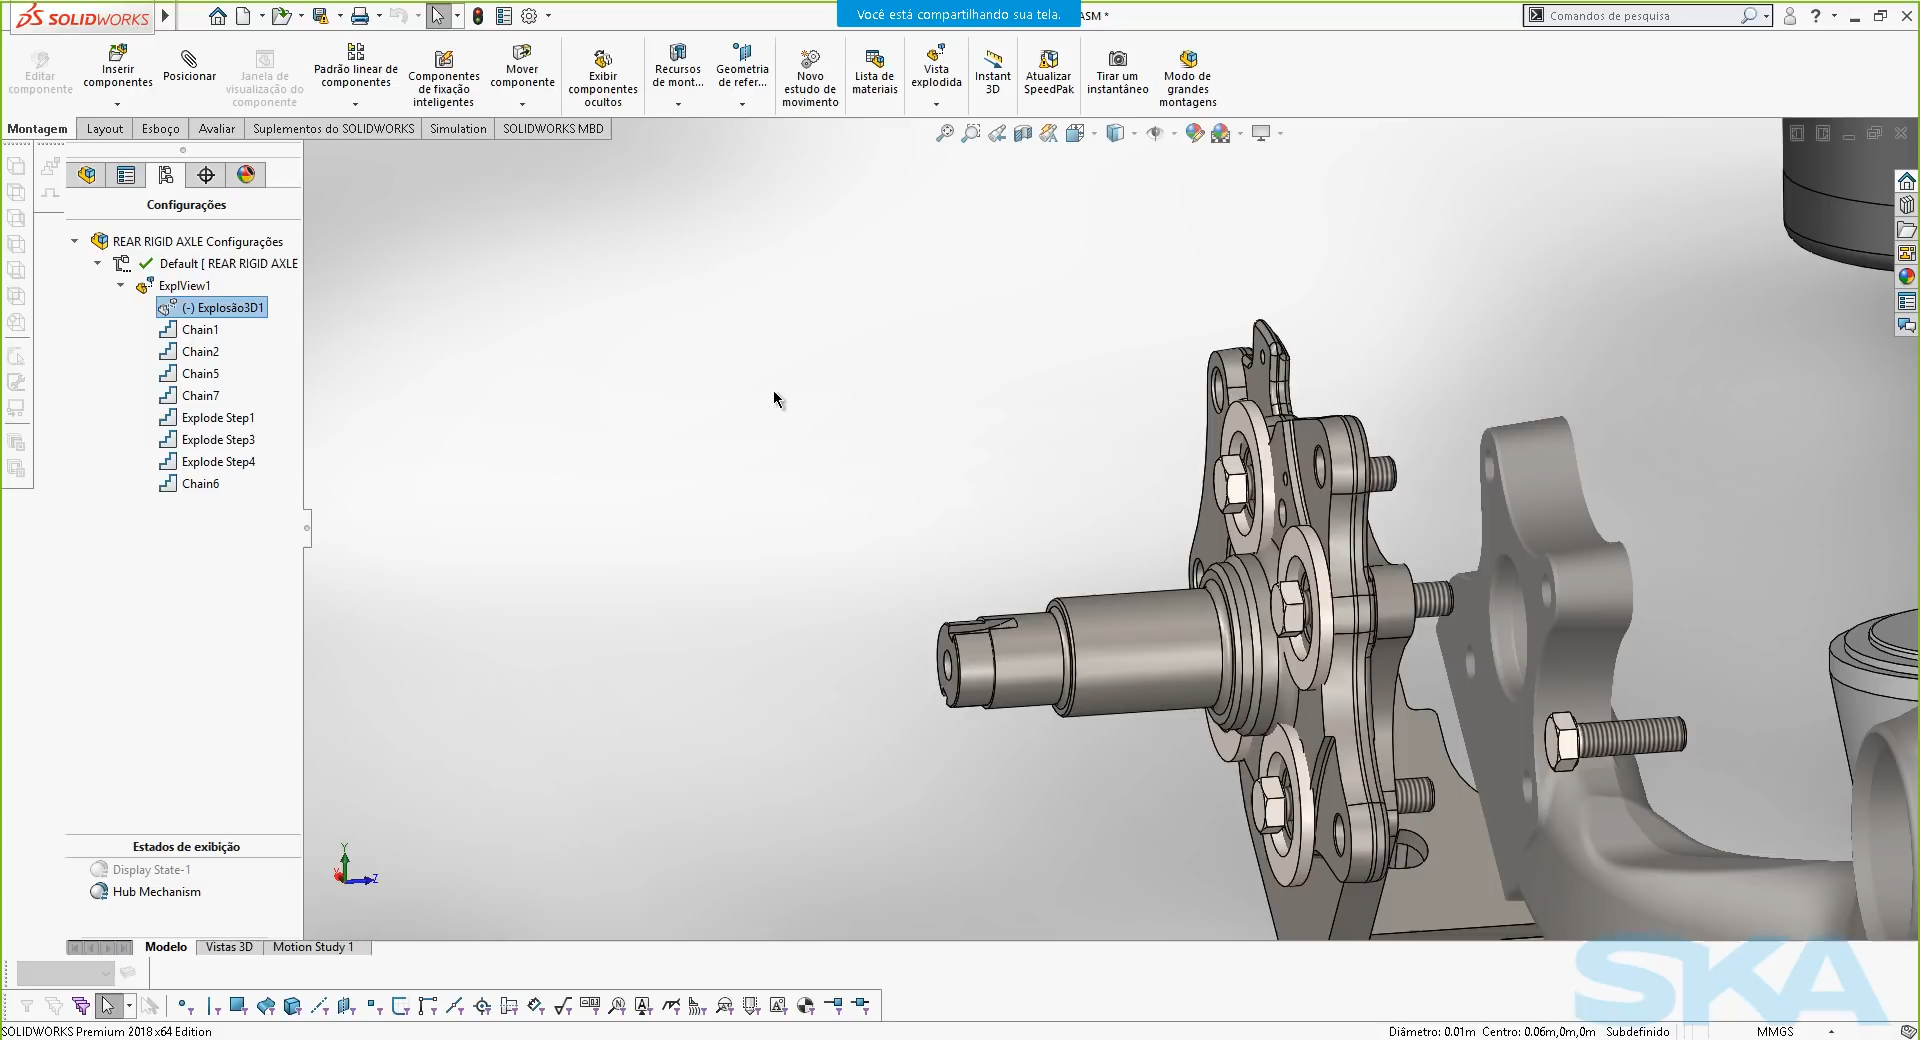 SOLIDWORKS
Você está compartilhando sua tela.
ASM *
Comandos de pesquisa
Editar componente
Inserir componentes
Posicionar
Janela de visualização do componente
Padrão linear de componentes
Componentes de fixação inteligentes
Mover componente
Exibir componentes ocultos
Recursos de mont...
Geometria de refer...
Novo estudo de movimento
Lista de materiais
Vista explodida
Instant 3D
Atualizar SpeedPak
Tirar um instantâneo
Modo de grandes montagens
Montagem
Layout
Esboço
Avaliar
Suplementos do SOLIDWORKS
Simulation
SOLIDWORKS MBD
Configurações
REAR RIGID AXLE Configurações
Default [ REAR RIGID AXLE
ExplView1
(-) Explosão3D1
Chain1
Chain2
Chain5
Chain7
Explode Step1
Explode Step3
Explode Step4
Chain6
Estados de exibição
Display State-1
Hub Mechanism
Y
Z
Modelo
Vistas 3D
Motion Study 1
SKA
SOLIDWORKS Premium 2018 x64 Edition
Diâmetro: 0.01m Centro: 0.06m,0m,0m
Subdefinido
MMGS